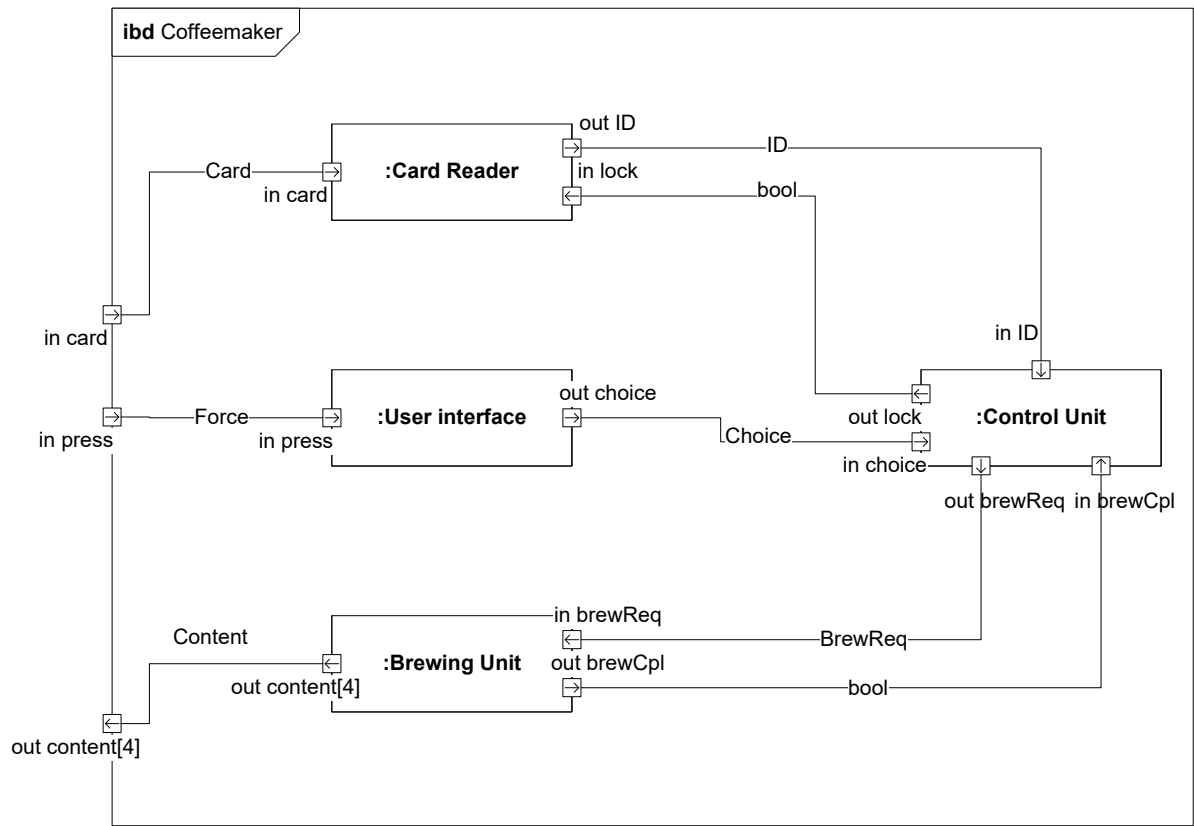 ibd Coffeemaker
out ID
ID
Card
:Card Reader
in lock
in card
bool
in card
in ID
out choice
Force
:User interface
out lock
:Control Unit
in press
in press
Choice
in choice
out brewReq
in brewCpl
in brewReq
Content
BrewReq
:Brewing Unit
out brewCpl
out content[4]
bool
out content[4]